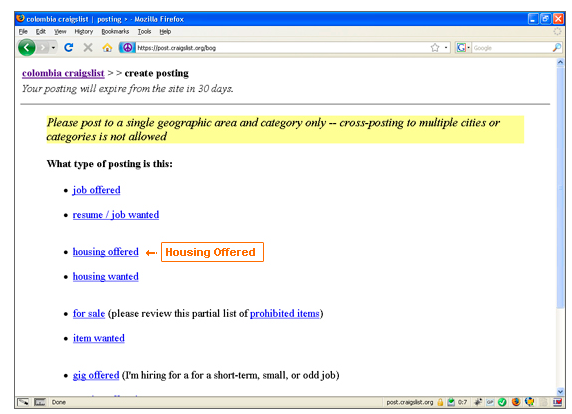 colombia craigslist | posting > - Mozilla Firefox
File Edit View History Bookmarks Tools Help
https://post.craigslist.org/bog
Google
colombia craigslist > > create posting
Your posting will expire from the site in 30 days.
Please post to a single geographic area and category only -- cross-posting to multiple cities or
categories is not allowed
What type of posting is this:
job offered
resume / job wanted
housing offered
Housing Offered
housing wanted
for sale (please review this partial list of prohibited items)
item wanted
gig offered (I'm hiring for a for a short-term, small, or odd job)
Done
post.craigslist.org
0:7